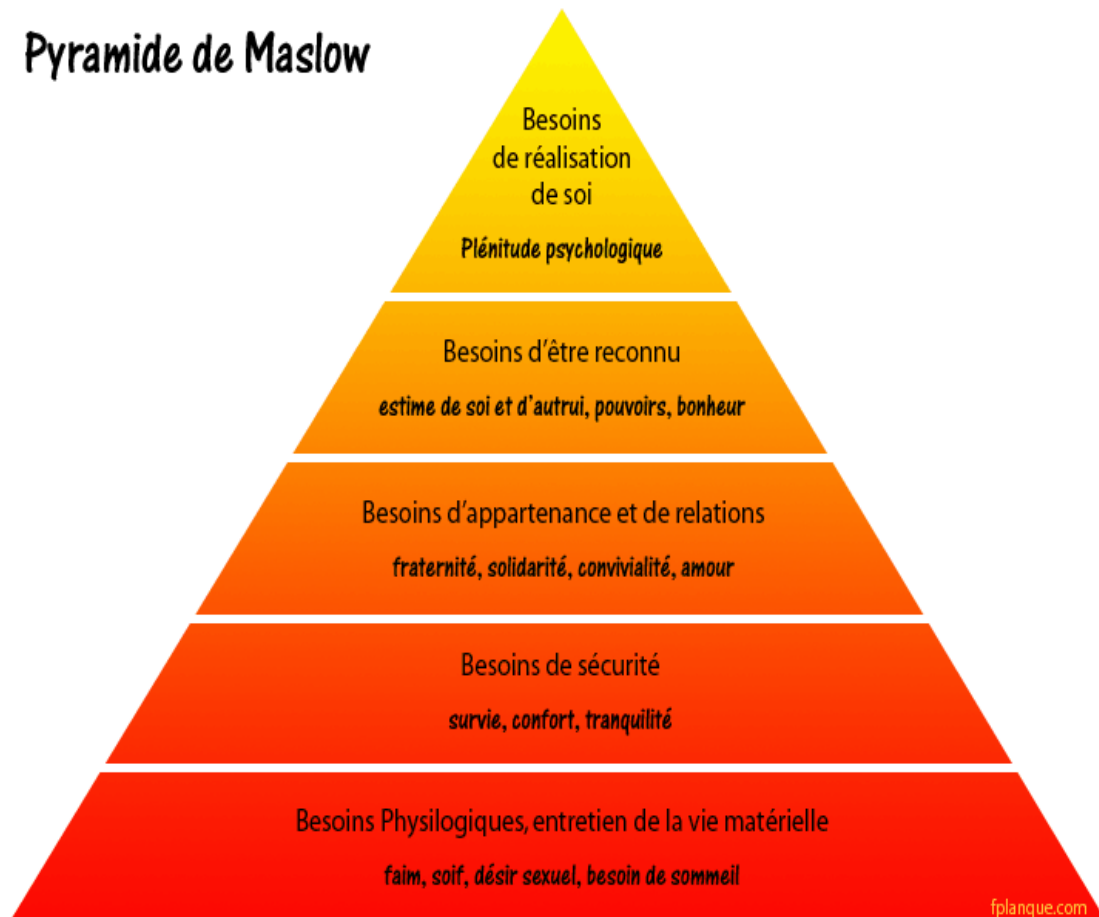 Pyramide de Maslow
Besoins
de réalisation
de soi
Plénitude psychologique
Besoins d'être reconnu
estime de soi et d'autrui, pouvoirs, bonheur
Besoins d'appartenance et de relations
fraternité, solidarité, convivialité, amour
Besoins de sécurité
survie, confort, tranquilité
Besoins Physilogiques, entretien de la vie matérielle
faim, soif, désir sexuel, besoin de sommeil
fplanque.com